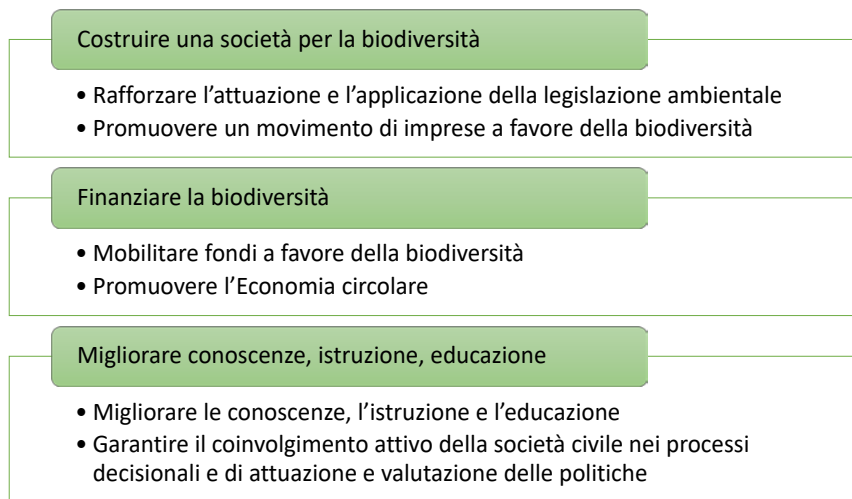 Costruire una società per la biodiversità
• Rafforzare l’attuazione e l’applicazione della legislazione ambientale
• Promuovere un movimento di imprese a favore della biodiversità
Finanziare la biodiversità
• Mobilitare fondi a favore della biodiversità
• Promuovere l’Economia circolare
Migliorare conoscenze, istruzione, educazione
• Migliorare le conoscenze, l’istruzione e l’educazione
• Garantire il coinvolgimento attivo della società civile nei processi
decisionali e di attuazione e valutazione delle politiche